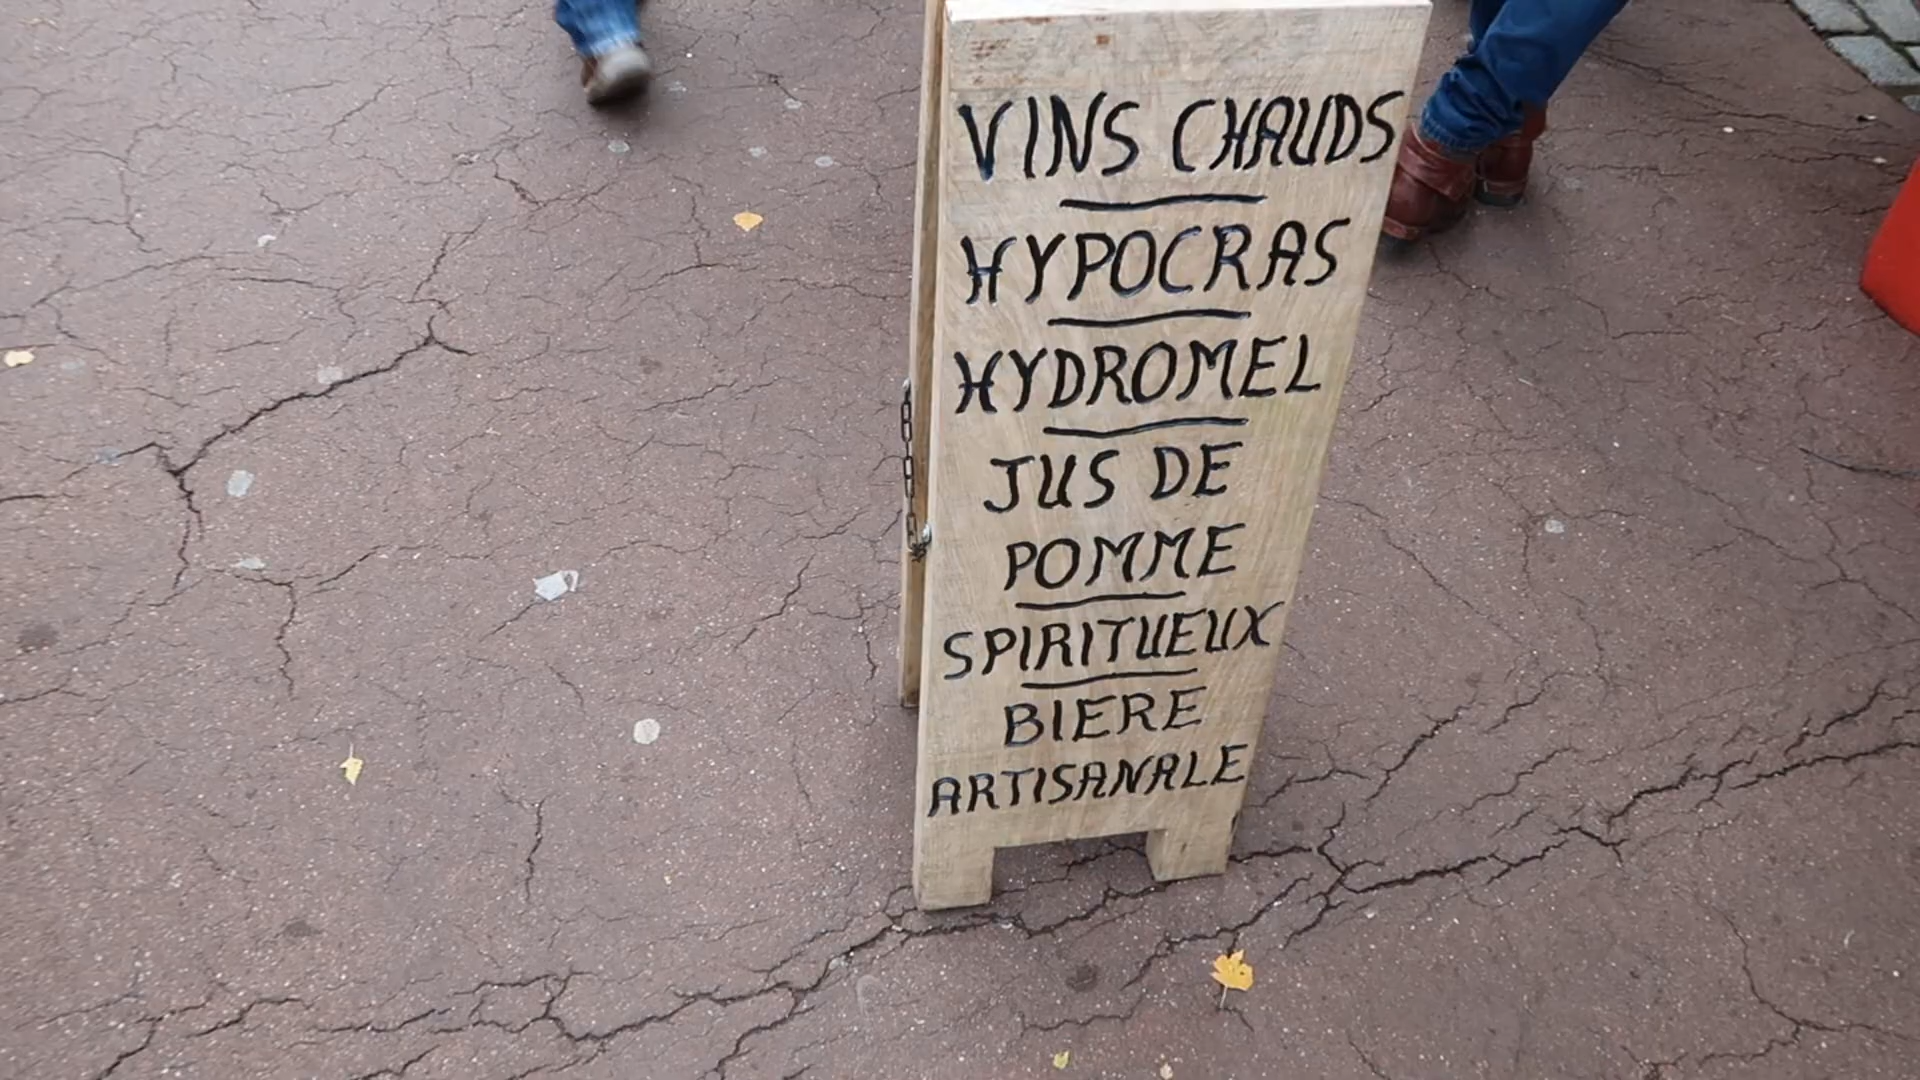 VINS CHAUDS
HYPOCRAS
HYDROMEL
JUS DE
POMME
SPIRITUEUX
BIERE
ARTISANALE